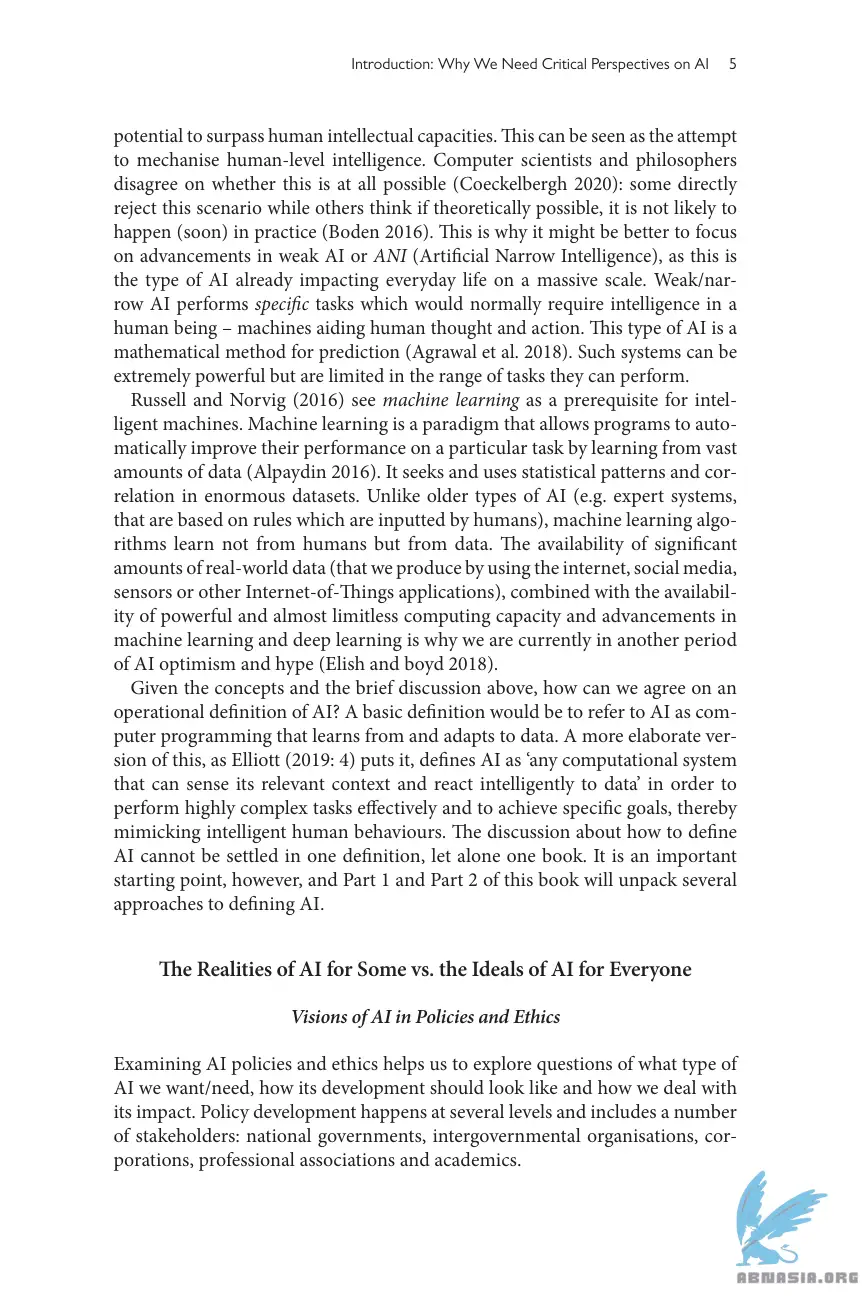 Introduction: Why We Need Critical Perspectives on AI 5
potential to surpass human intellectual capacities. This can be seen as the attempt
to mechanise human-level intelligence. Computer scientists and philosophers
disagree on whether this is at all possible (Coeckelbergh 2020): some directly
reject this scenario while others think if theoretically possible, it is not likely to
happen (soon) in practice (Boden 2016). This is why it might be better to focus
on advancements in weak AI or ANI (Artificial Narrow Intelligence), as this is
the type of AI already impacting everyday life on a massive scale. Weak/nar-
row AI performs specific tasks which would normally require intelligence in a
human being – machines aiding human thought and action. This type of AI is a
mathematical method for prediction (Agrawal et al. 2018). Such systems can be
extremely powerful but are limited in the range of tasks they can perform.
Russell and Norvig (2016) see machine learning as a prerequisite for intel-
ligent machines. Machine learning is a paradigm that allows programs to auto-
matically improve their performance on a particular task by learning from vast
amounts of data (Alpaydin 2016). It seeks and uses statistical patterns and cor-
relation in enormous datasets. Unlike older types of AI (e.g. expert systems,
that are based on rules which are inputted by humans), machine learning algo-
rithms learn not from humans but from data. The availability of significant
amounts of real-world data (that we produce by using the internet, social media,
sensors or other Internet-of-Things applications), combined with the availabil-
ity of powerful and almost limitless computing capacity and advancements in
machine learning and deep learning is why we are currently in another period
of AI optimism and hype (Elish and boyd 2018).
Given the concepts and the brief discussion above, how can we agree on an
operational definition of AI? A basic definition would be to refer to AI as com-
puter programming that learns from and adapts to data. A more elaborate ver-
sion of this, as Elliott (2019: 4) puts it, defines AI as ‘any computational system
that can sense its relevant context and react intelligently to data’ in order to
perform highly complex tasks effectively and to achieve specific goals, thereby
mimicking intelligent human behaviours. The discussion about how to define
AI cannot be settled in one definition, let alone one book. It is an important
starting point, however, and Part 1 and Part 2 of this book will unpack several
approaches to defining AI.
The Realities of AI for Some vs. the Ideals of AI for Everyone
Visions of AI in Policies and Ethics
Examining AI policies and ethics helps us to explore questions of what type of
AI we want/need, how its development should look like and how we deal with
its impact. Policy development happens at several levels and includes a number
of stakeholders: national governments, intergovernmental organisations, cor-
porations, professional associations and academics.
ABNASIA.ORG